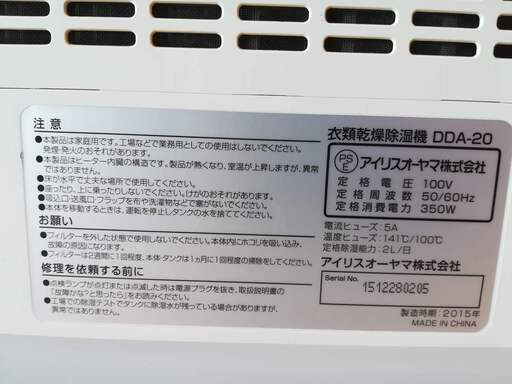 注意
●本製品は家庭用です。工場などで業務用としての使用はしないでください。
発煙・発火のおそれがあります。
●本製品はヒーター内臓の構造です。製品が熱くなり、室温が上昇しますが、異常
ではありません。
●床が水平で丈夫な場所で使用してください。
●座ったり、上に乗ったりしないでください。けがのおそれがあります。
●吸込口・送風口・フラップを布や洗濯物などで塞がないでください。
●本体を移動するときは、運転を停止しタンクの水を捨ててください。
お願い
●フィルターを外した状態で使用しないでください。本体内にホコリを吸い込み、
故障の原因になります。
●フィルターは2週間に1回程度、本体・タンクは1ヵ月に1回程度の掃除をしてください。
修理を依頼する前に
●点検ランプが点灯または点滅した時は電源プラグを抜き、取扱説明書の
「故障かな?と思ったら」をお読みください。
●工場での除湿テストでタンクに除湿水が残っている場合がありますが、
異常ではありません。
衣類乾燥除湿機 DDA-20
PS
E
アイリスオーヤマ株式会社
定格電圧 100V
定格周波数 50/60Hz
定格消費電力 350W
電流ヒューズ:5A
温度ヒューズ:141℃/100℃
定格除湿能力:2L/日
アイリスオーヤマ株式会社
Serial No.
1512280205
製造時期:2015年
MADE IN CHINA